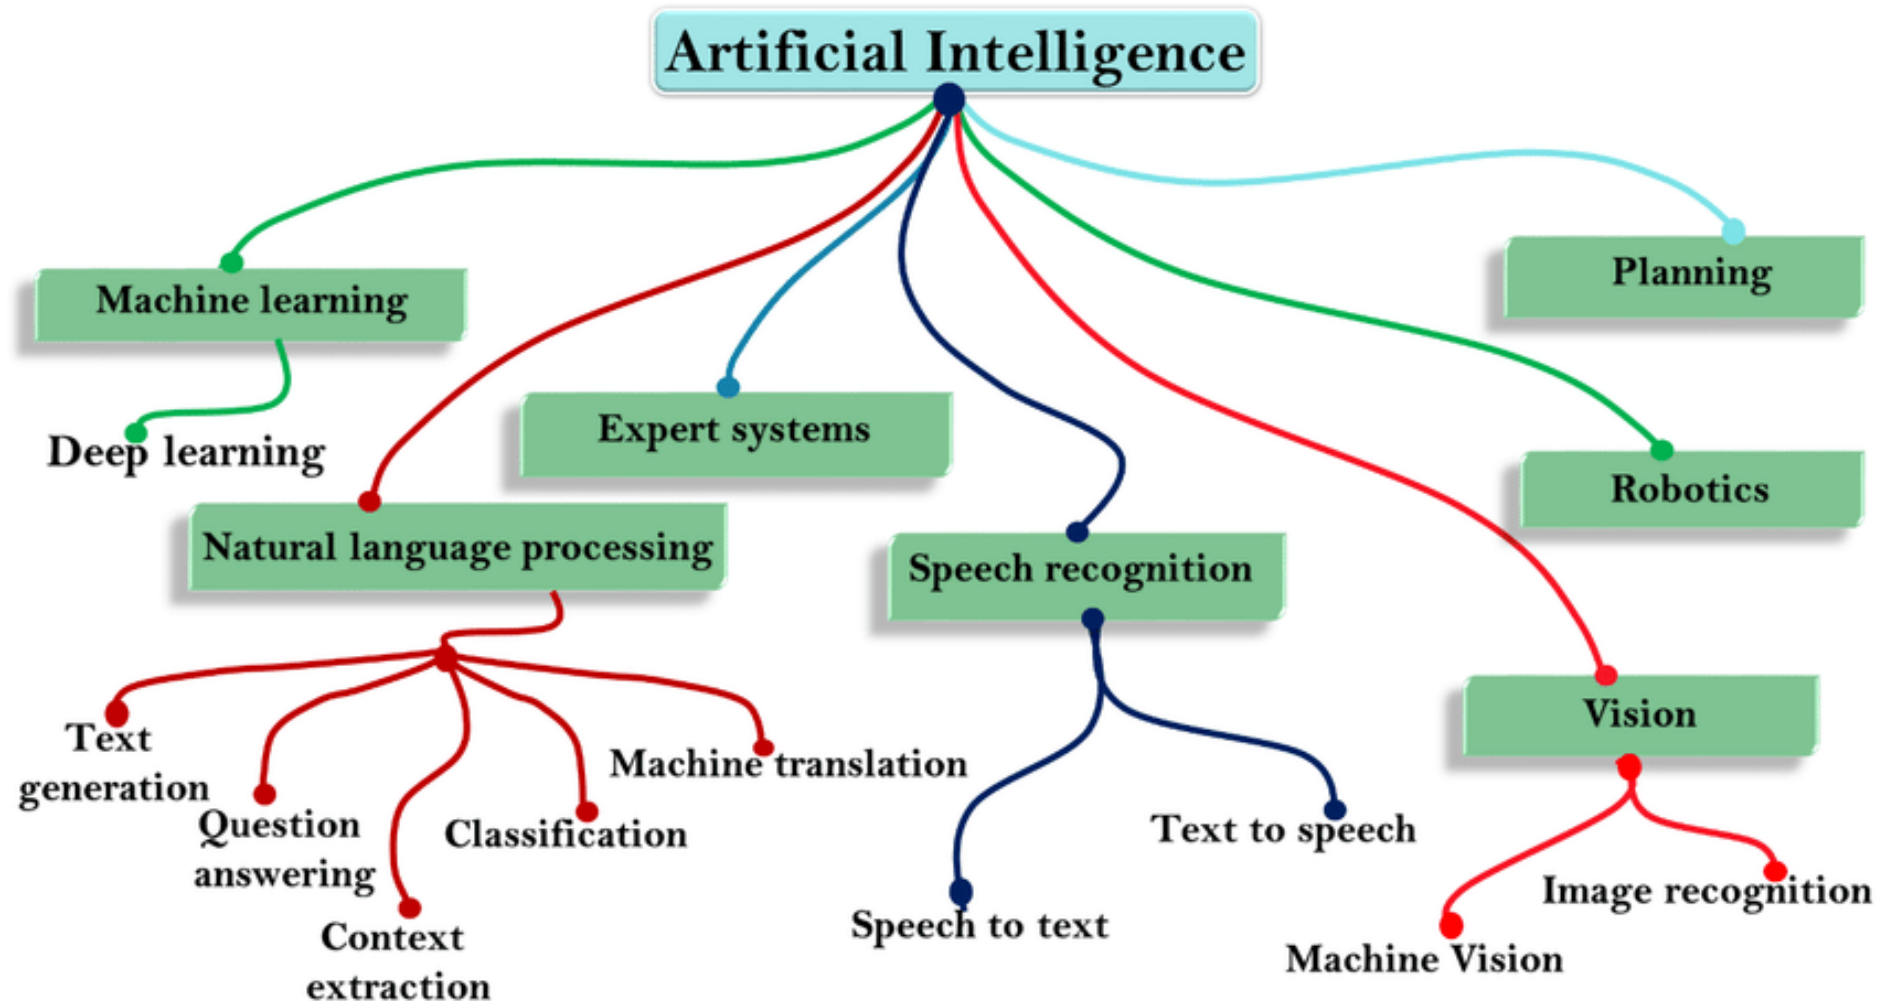 Artificial Intelligence
Planning
Machine learning
Expert systems
Deep learning
Robotics
Natural language processing
Speech recognition
Vision
Text
generation
Question
answering
Context
extraction
Classification
Machine translation
Speech to text
Text to speech
Machine Vision
Image recognition